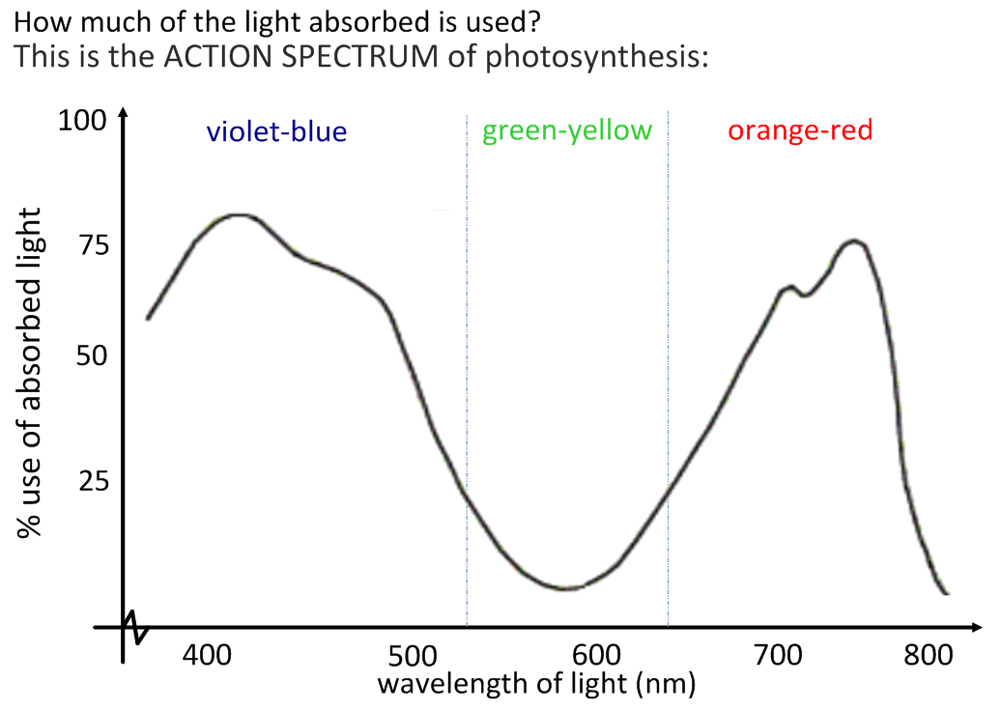 How much of the light absorbed is used?
This is the ACTION SPECTRUM of photosynthesis:
100
violet-blue
green-yellow
orange-red
75
50
25
% use of absorbed light
400
500
600
700
800
wavelength of light (nm)